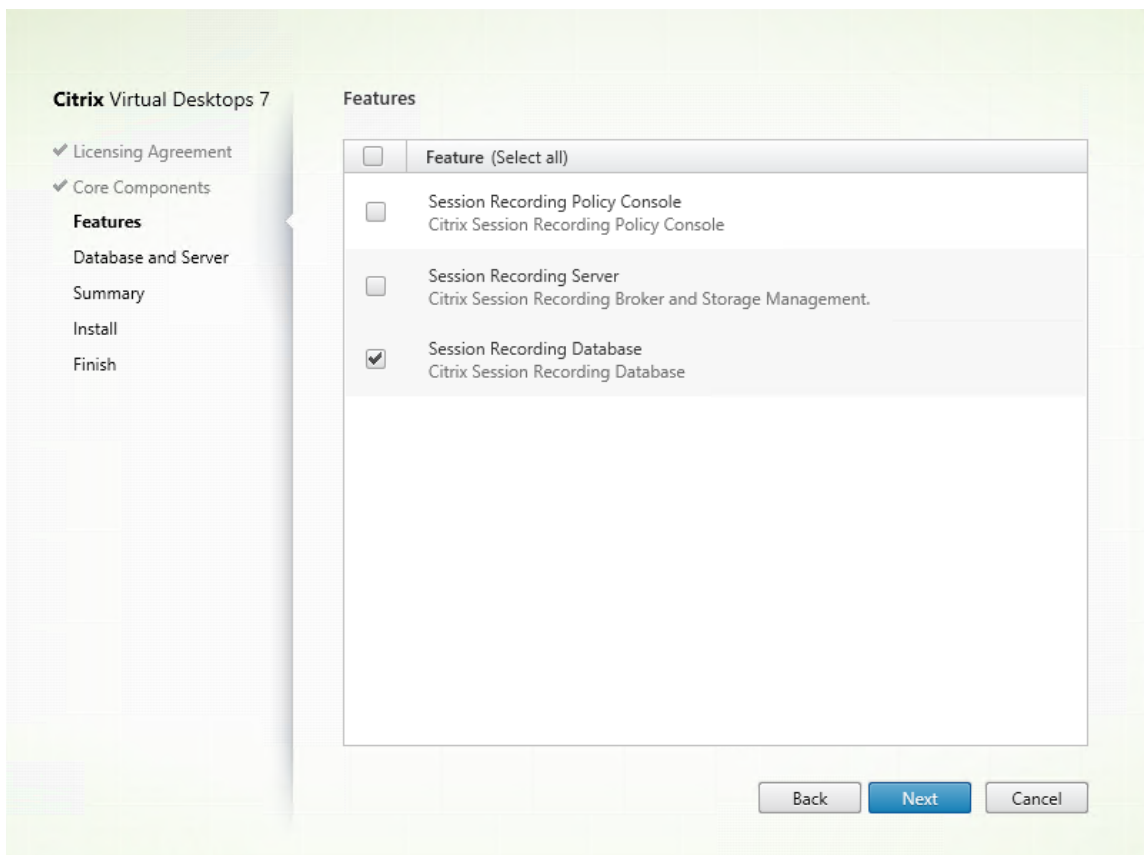 Citrix Virtual Desktops 7
Licensing Agreement
Core Components
Features
Database and Server
Summary
Install
Finish
Features
Feature (Select all)
Session Recording Policy Console
Citrix Session Recording Policy Console
Session Recording Server
Citrix Session Recording Broker and Storage Management.
Session Recording Database
Citrix Session Recording Database
Back
Next
Cancel